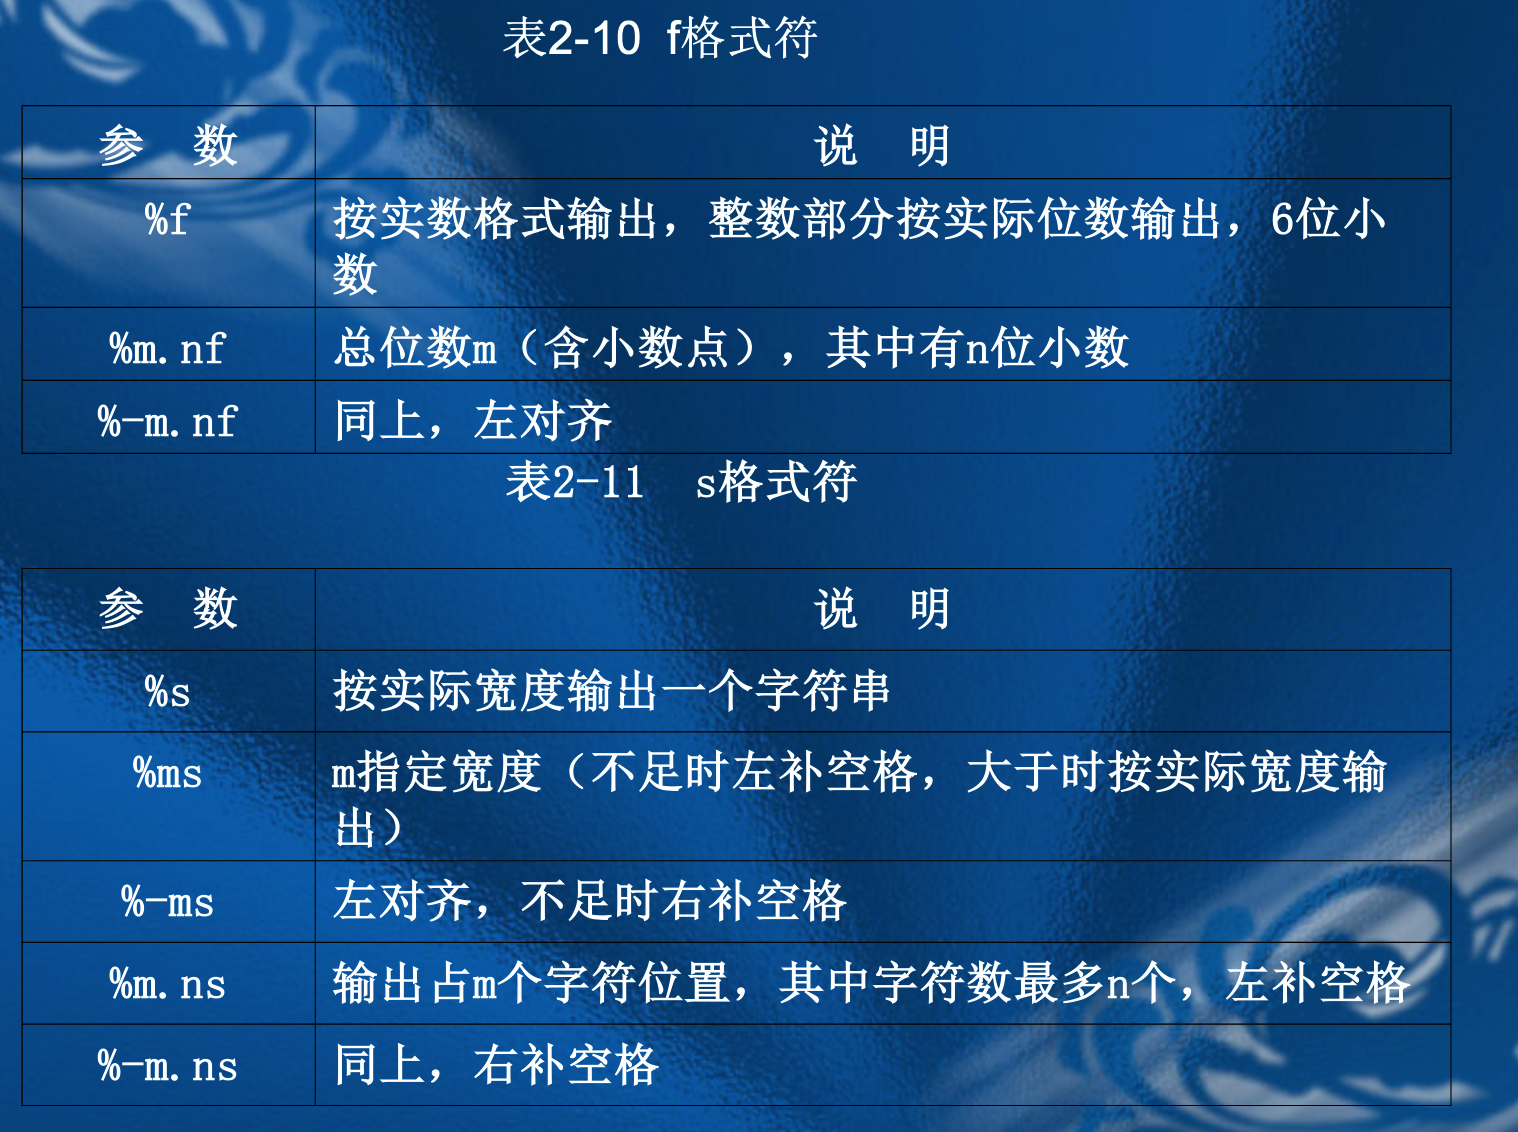 表2-10 f格式符
参 数 说 明
%f 按实数格式输出，整数部分按实际位数输出，6位小
数
%m.nf 总位数m（含小数点），其中有n位小数
%-m.nf 同上，左对齐
表2-11 s格式符
参 数 说 明
%s 按实际宽度输出一个字符串
%ms m指定宽度（不足时左补空格，大于时按实际宽度输
出）
%-ms 左对齐，不足时右补空格
%m.ns 输出占m个字符位置，其中字符数最多n个，左补空格
%-m.ns 同上，右补空格